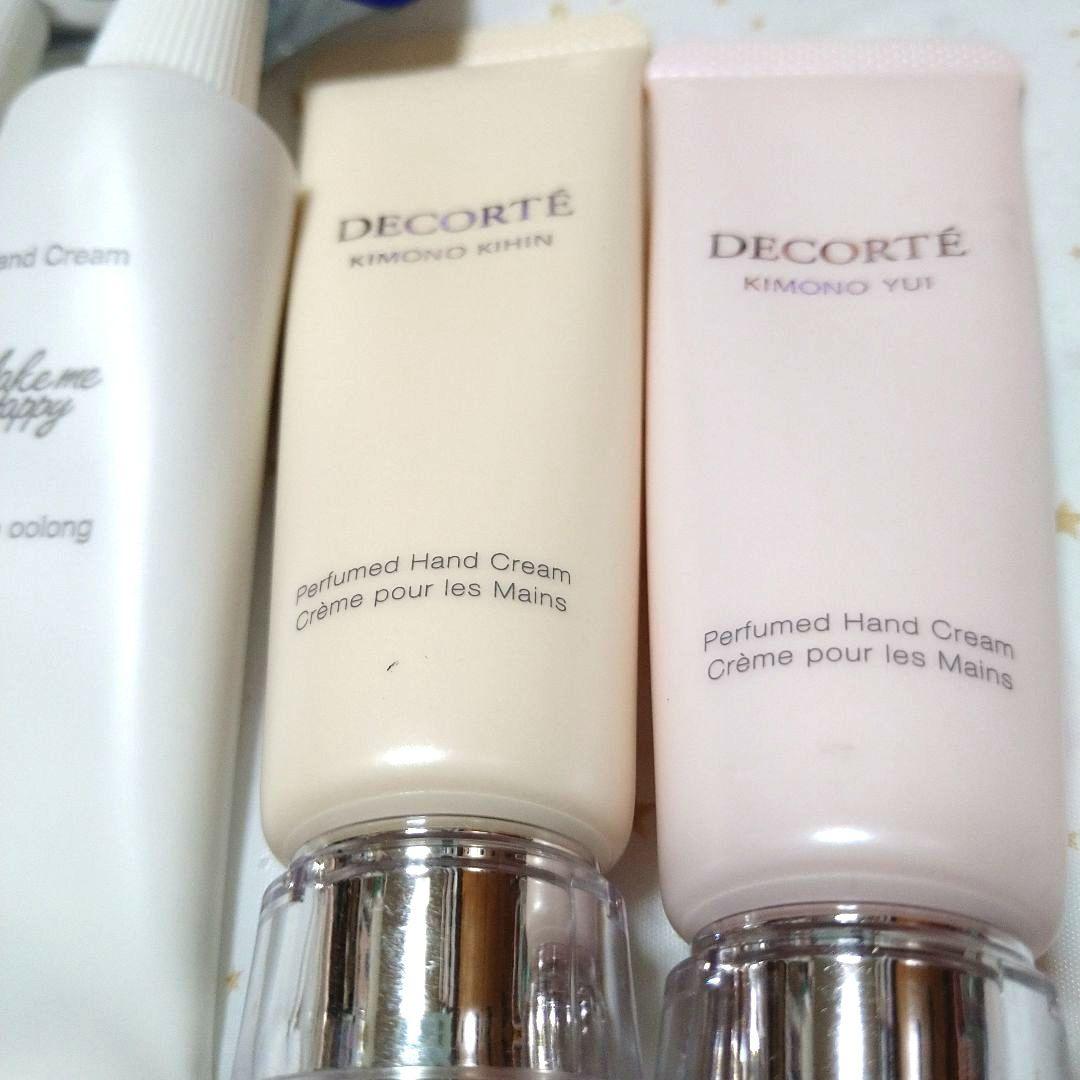 and Cream
ake me
appy
oolong
DECORTÉ
KIMONO KIHIN
Perfumed Hand Cream
Crème pour les Mains
DECORTÉ
KIMONO YUI
Perfumed Hand Cream
Crème pour les Mains